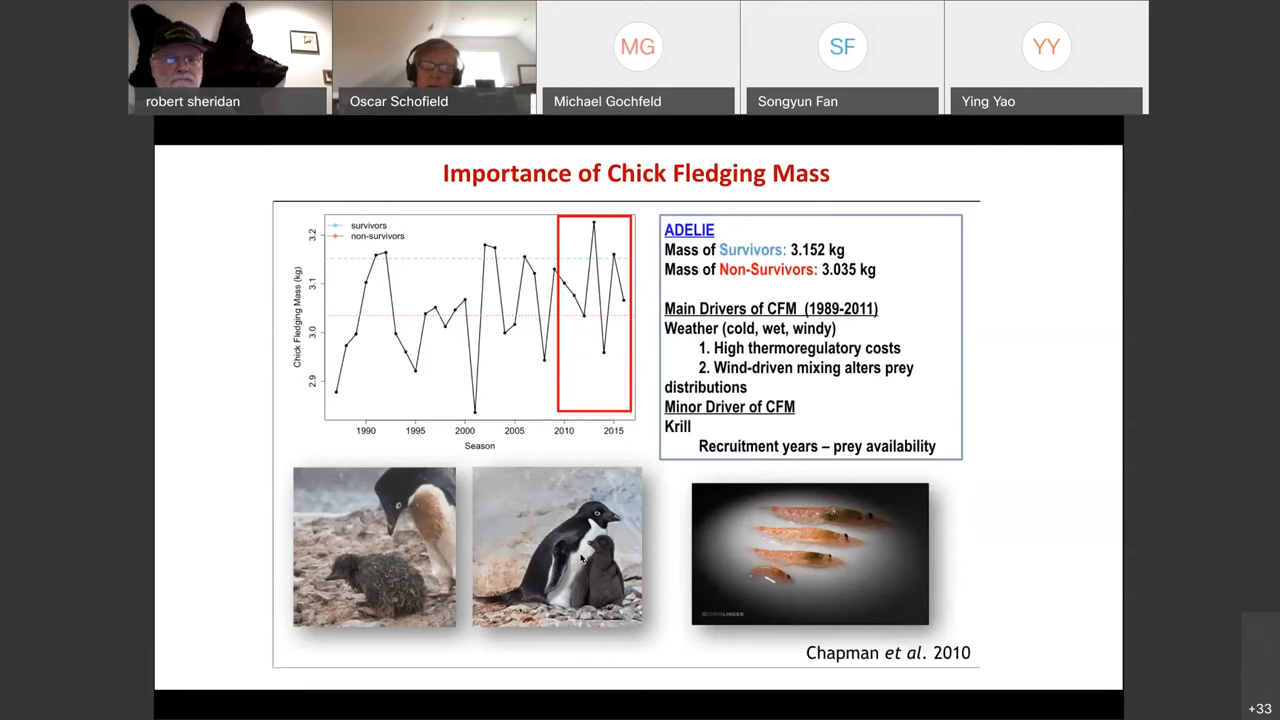 MG
SF
YY
robert sheridan
Oscar Schofield
Michael Gochfeld
Songyun Fan
Ying Yao
Importance of Chick Fledging Mass
survivors
non-survivors
3.2
3.1
3.0
2.9
Chick Fledging Mass (kg)
1990 1995 2000 2005 2010 2015
Season
ADELIE
Mass of Survivors: 3.152 kg
Mass of Non-Survivors: 3.035 kg
Main Drivers of CFM (1989-2011)
Weather (cold, wet, windy)
1. High thermoregulatory costs
2. Wind-driven mixing alters prey
distributions
Minor Driver of CFM
Krill
Recruitment years – prey availability
©CHRISLINDER
Chapman et al. 2010
+33